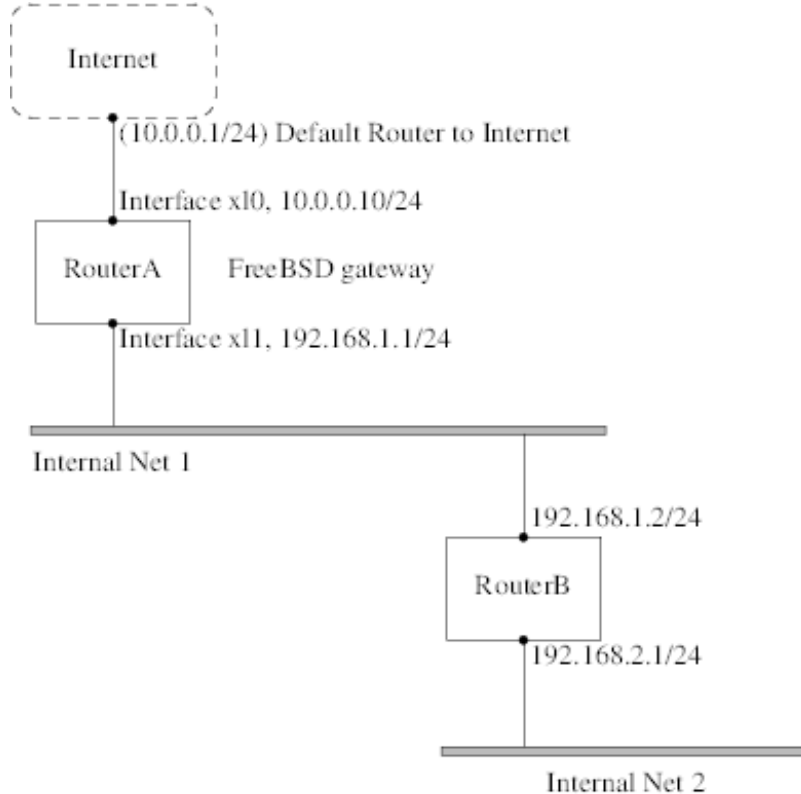 Internet
(10.0.0.1/24) Default Router to Internet
Interface xl0, 10.0.0.10/24
RouterA
FreeBSD gateway
Interface xl1, 192.168.1.1/24
Internal Net 1
192.168.1.2/24
RouterB
192.168.2.1/24
Internal Net 2